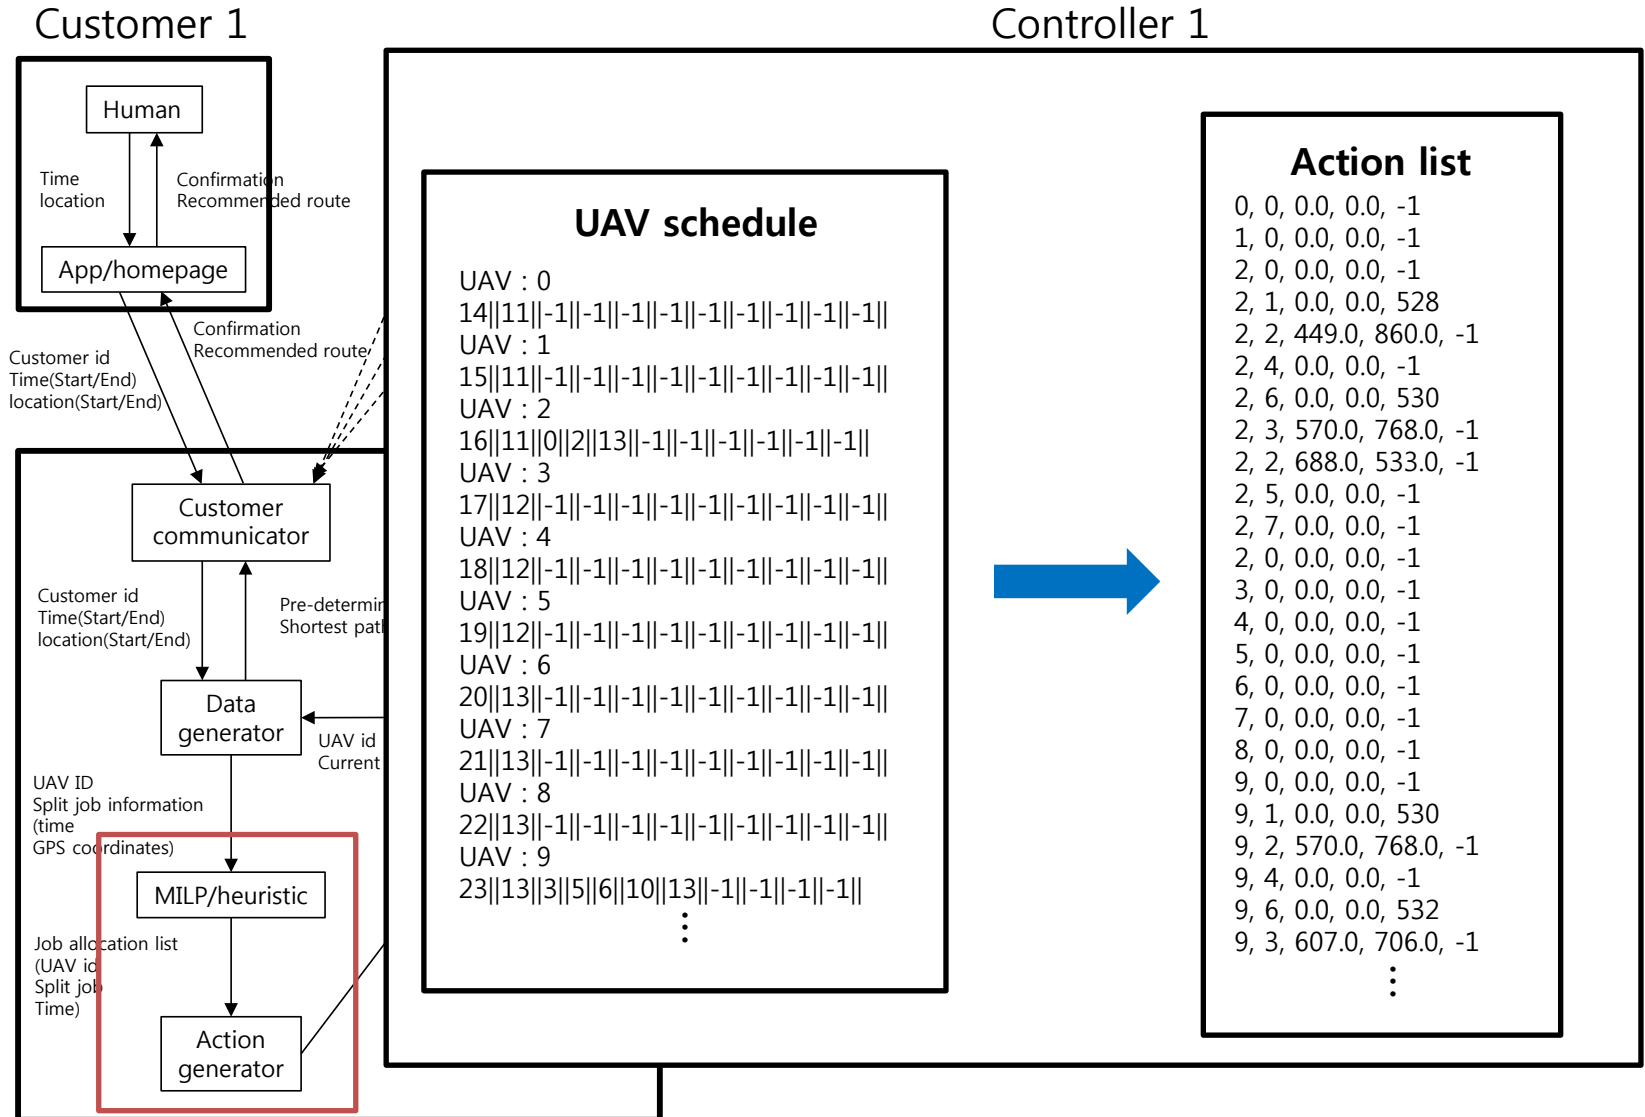 Customer 1
Controller 1
Human
Time
location
Confirmation
Recommended route
App/homepage
Confirmation
Recommended route
Customer id
Time(Start/End)
location(Start/End)
Customer
communicator
Customer id
Time(Start/End)
location(Start/End)
Pre-determin
Shortest pat
Data
generator
UAV id
Current
UAV ID
Split job information
(time
GPS coordinates)
MILP/heuristic
Job allocation list
(UAV id
Split job
Time)
Action
generator
UAV schedule
UAV : 0
14||11||-1||-1||-1||-1||-1||-1||-1||-1||-1||
UAV : 1
15||11||-1||-1||-1||-1||-1||-1||-1||-1||-1||
UAV : 2
16||11||0||2||13||-1||-1||-1||-1||-1||-1||
UAV : 3
17||12||-1||-1||-1||-1||-1||-1||-1||-1||-1||
UAV : 4
18||12||-1||-1||-1||-1||-1||-1||-1||-1||-1||
UAV : 5
19||12||-1||-1||-1||-1||-1||-1||-1||-1||-1||
UAV : 6
20||13||-1||-1||-1||-1||-1||-1||-1||-1||-1||
UAV : 7
21||13||-1||-1||-1||-1||-1||-1||-1||-1||-1||
UAV : 8
22||13||-1||-1||-1||-1||-1||-1||-1||-1||-1||
UAV : 9
23||13||3||5||6||10||13||-1||-1||-1||-1||
⋮
Action list
0, 0, 0.0, 0.0, -1
1, 0, 0.0, 0.0, -1
2, 0, 0.0, 0.0, -1
2, 1, 0.0, 0.0, 528
2, 2, 449.0, 860.0, -1
2, 4, 0.0, 0.0, -1
2, 6, 0.0, 0.0, 530
2, 3, 570.0, 768.0, -1
2, 2, 688.0, 533.0, -1
2, 5, 0.0, 0.0, -1
2, 7, 0.0, 0.0, -1
2, 0, 0.0, 0.0, -1
3, 0, 0.0, 0.0, -1
4, 0, 0.0, 0.0, -1
5, 0, 0.0, 0.0, -1
6, 0, 0.0, 0.0, -1
7, 0, 0.0, 0.0, -1
8, 0, 0.0, 0.0, -1
9, 0, 0.0, 0.0, -1
9, 1, 0.0, 0.0, 530
9, 2, 570.0, 768.0, -1
9, 4, 0.0, 0.0, -1
9, 6, 0.0, 0.0, 532
9, 3, 607.0, 706.0, -1
⋮